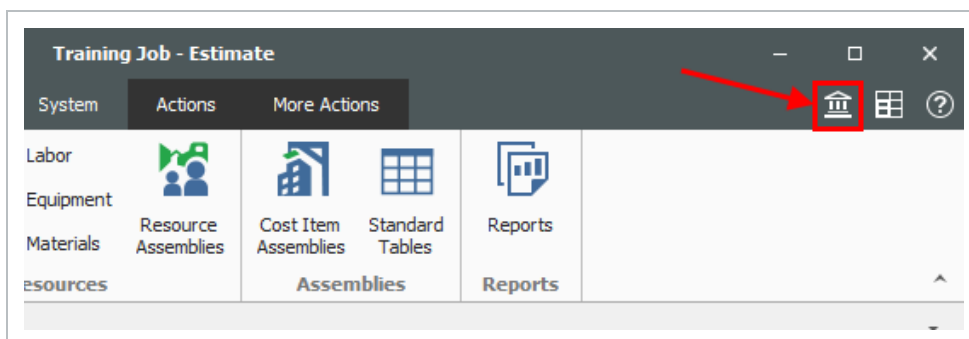 Training Job - Estimate
System Actions More Actions
Labor
Equipment
Materials
Resource
Assemblies
Cost Item
Assemblies
Standard
Tables
Reports
esources Assemblies Reports